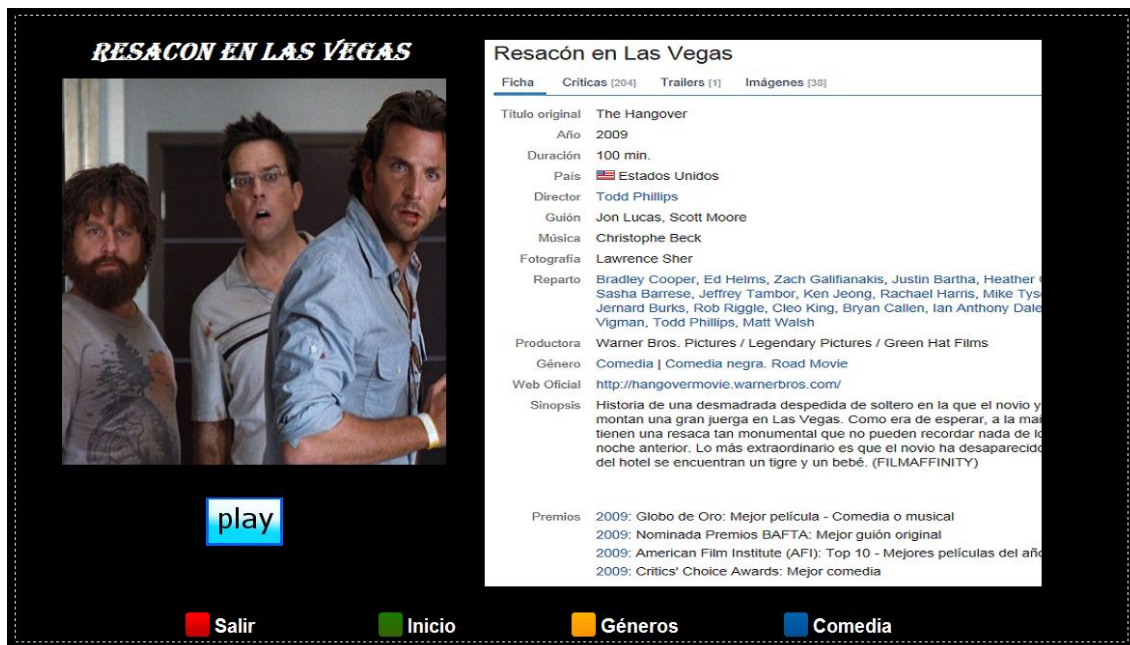 RESACON EN LAS VEGAS
Resacón en Las Vegas
Ficha Críticas [204] Trailers [1] Imágenes [38]
Título original The Hangover
Año 2009
Duración 100 min.
País Estados Unidos
Director Todd Phillips
Guión Jon Lucas, Scott Moore
Música Christophe Beck
Fotografía Lawrence Sher
Reparto Bradley Cooper, Ed Helms, Zach Galifianakis, Justin Bartha, Heather
Sasha Barrese, Jeffrey Tambor, Ken Jeong, Rachael Harris, Mike Tys
Jernard Burks, Rob Riggle, Cleo King, Bryan Callen, Ian Anthony Dale
Vigman, Todd Phillips, Matt Walsh
Productora Warner Bros. Pictures / Legendary Pictures / Green Hat Films
Género Comedia | Comedia negra. Road Movie
Web Oficial http://hangovermovie.warnerbros.com/
Sinopsis Historia de una desmadrada despedida de soltero en la que el novio y
montan una gran juerga en Las Vegas. Como era de esperar, a la mañ
tienen una resaca tan monumental que no pueden recordar nada de lo
noche anterior. Lo más extraordinario es que el novio ha desaparecido
del hotel se encuentran un tigre y un bebé. (FILMAFFINITY)
Premios 2009: Globo de Oro: Mejor película - Comedia o musical
2009: Nominada Premios BAFTA: Mejor guión original
2009: American Film Institute (AFI): Top 10 - Mejores películas del año
2009: Critics' Choice Awards: Mejor comedia
play
Salir Inicio Géneros Comedia